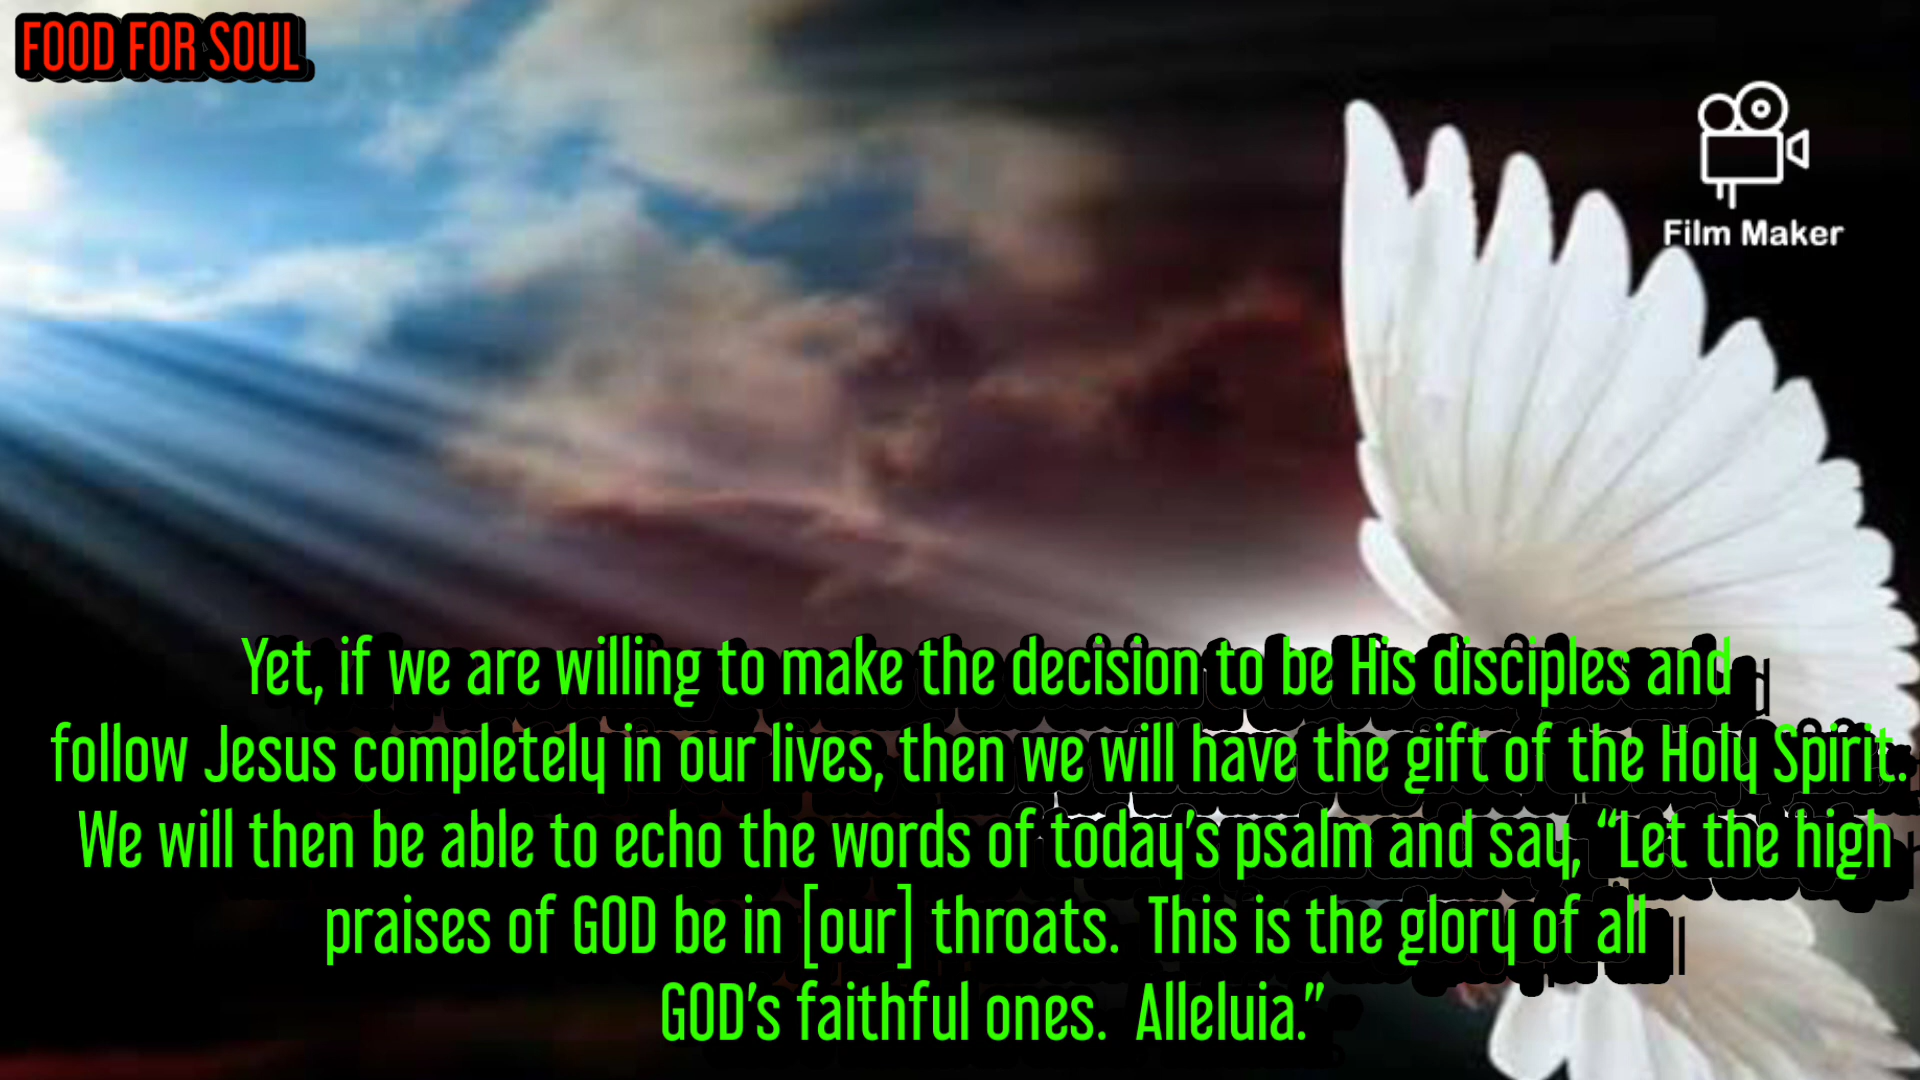 FOOD FOR SOUL
Film Maker
Yet, if we are willing to make the decision to be His disciples and
follow Jesus completely in our lives, then we will have the gift of the Holy Spirit.
We will then be able to echo the words of today’s psalm and say, “Let the high
praises of GOD be in [our] throats.  This is the glory of all
GOD’s faithful ones.  Alleluia.”